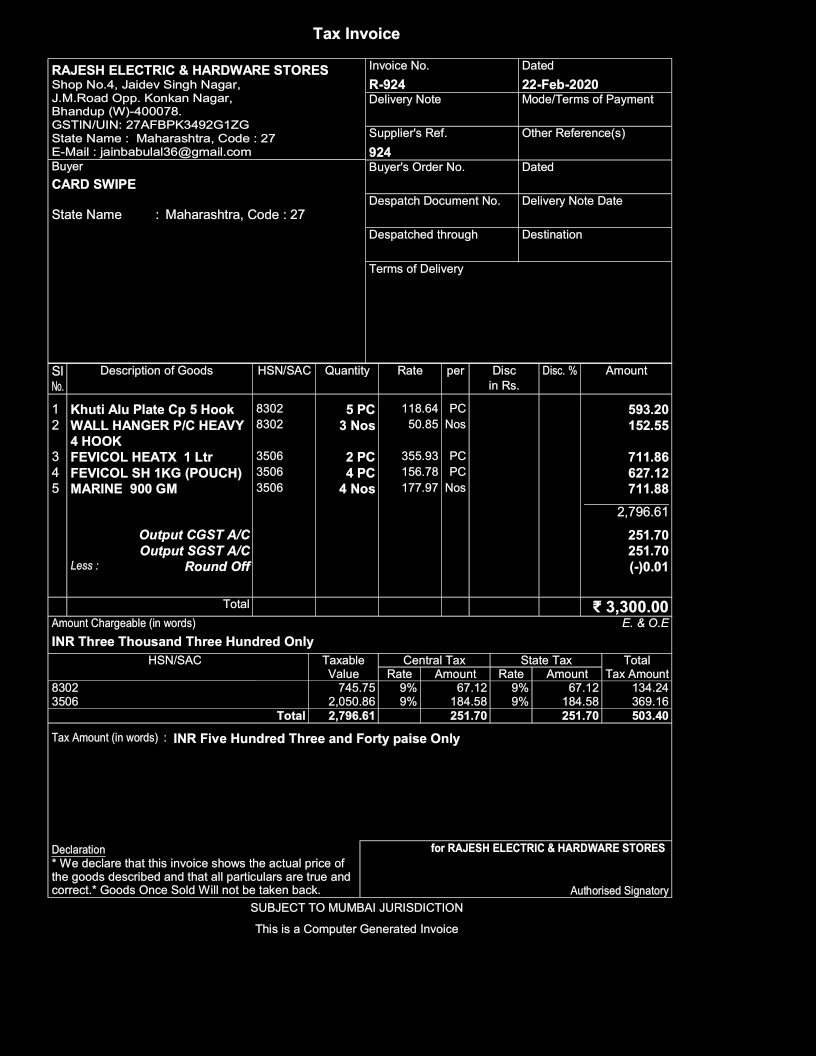 Tax Invoice
RAJESH ELECTRIC & HARDWARE STORES
Shop No.4, Jaidev Singh Nagar,
J.M.Road Opp. Konkan Nagar,
Bhandup (W)-400078.
GSTIN/UIN: 27AFBPK3492G1ZG
State Name : Maharashtra, Code : 27
E-Mail : jainbabulal36@gmail.com
Invoice No. Dated
R-924 22-Feb-2020
Delivery Note Mode/Terms of Payment
Supplier's Ref. Other Reference(s)
924
Buyer
CARD SWIPE
State Name : Maharashtra, Code : 27
Buyer's Order No. Dated
Despatch Document No. Delivery Note Date
Despatched through Destination
Terms of Delivery
Sl No. Description of Goods HSN/SAC Quantity Rate per Disc in Rs. Disc. % Amount
1 Khuti Alu Plate Cp 5 Hook 8302 5 PC 118.64 PC 593.20
2 WALL HANGER P/C HEAVY 8302 3 Nos 50.85 Nos 152.55
4 HOOK
3 FEVICOL HEATX 1 Ltr 3506 2 PC 355.93 PC 711.86
4 FEVICOL SH 1KG (POUCH) 3506 4 PC 156.78 PC 627.12
5 MARINE 900 GM 3506 4 Nos 177.97 Nos 711.88
2,796.61
Output CGST A/C 251.70
Output SGST A/C 251.70
Less : Round Off (-)0.01
Total ₹ 3,300.00
Amount Chargeable (in words) E. & O.E
INR Three Thousand Three Hundred Only
HSN/SAC Taxable Central Tax State Tax Total
Value Rate Amount Rate Amount Tax Amount
8302 745.75 9% 67.12 9% 67.12 134.24
3506 2,050.86 9% 184.58 9% 184.58 369.16
Total 2,796.61 251.70 251.70 503.40
Tax Amount (in words) : INR Five Hundred Three and Forty paise Only
Declaration
* We declare that this invoice shows the actual price of
the goods described and that all particulars are true and
correct.* Goods Once Sold Will not be taken back.
for RAJESH ELECTRIC & HARDWARE STORES
Authorised Signatory
SUBJECT TO MUMBAI JURISDICTION
This is a Computer Generated Invoice